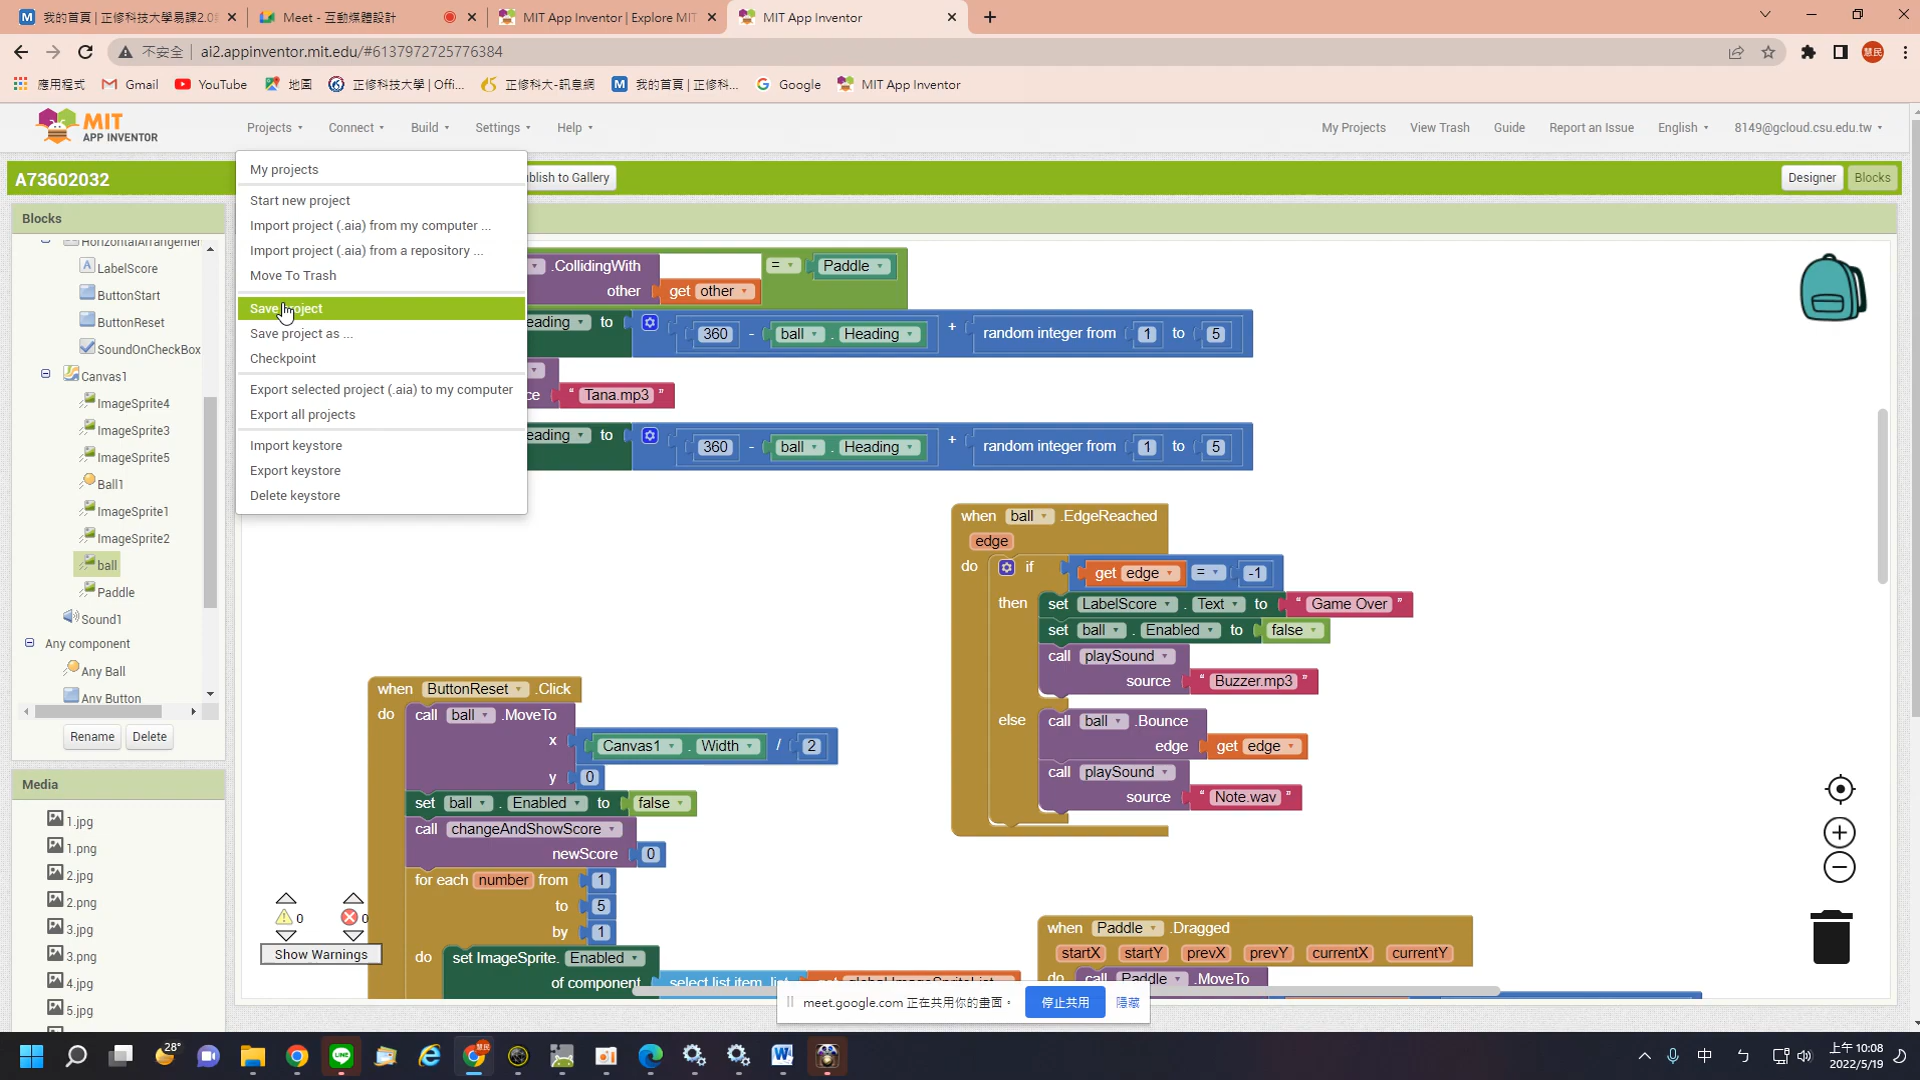 我的首頁 | 正修科技大學易課2.0
Meet - 互動媒體設計
MIT App Inventor | Explore MIT
MIT App Inventor
不安全 | ai2.appinventor.mit.edu/#6137972725776384
慧民
應用程式
Gmail
YouTube
地圖
正修科技大學 | Offi...
正修科大-訊息網
我的首頁 | 正修科...
Google
MIT App Inventor
MIT
APP INVENTOR
Projects
Connect
Build
Settings
Help
My Projects
View Trash
Guide
Report an Issue
English
8149@gcloud.csu.edu.tw
A73602032
ublish to Gallery
Designer
Blocks
My projects
Start new project
Import project (.aia) from my computer ...
Import project (.aia) from a repository ...
Move To Trash
Save project
Save project as ...
Checkpoint
Export selected project (.aia) to my computer
Export all projects
Import keystore
Export keystore
Delete keystore
Blocks
HorizontalArrangemen
LabelScore
ButtonStart
ButtonReset
SoundOnCheckBox
Canvas1
ImageSprite4
ImageSprite3
ImageSprite5
Ball1
ImageSprite1
ImageSprite2
ball
Paddle
Sound1
Any component
Any Ball
Any Button
Rename
Delete
Media
1.jpg
1.png
2.jpg
2.png
3.jpg
3.png
4.jpg
5.jpg
.CollidingWith = Paddle
other get other
eading to 360 - ball . Heading + random integer from 1 to 5
ce " Tana.mp3 "
eading to 360 - ball . Heading + random integer from 1 to 5
when ball .EdgeReached
edge
do if get edge = -1
then set LabelScore . Text to " Game Over "
set ball . Enabled to false
call playSound
source " Buzzer.mp3 "
else call ball .Bounce
edge get edge
call playSound
source " Note.wav "
when ButtonReset .Click
do call ball .MoveTo
x Canvas1 . Width / 2
y 0
set ball . Enabled to false
call changeAndShowScore
newScore 0
for each number from 1
to 5
by 1
do set ImageSprite. Enabled
of component select list item list
when Paddle .Dragged
startX startY prevX prevY currentX currentY
do call Paddle .MoveTo
0
0
Show Warnings
meet.google.com 正在共用你的畫面。
停止共用
隱藏
28°
中
上午 10:08
2022/5/19